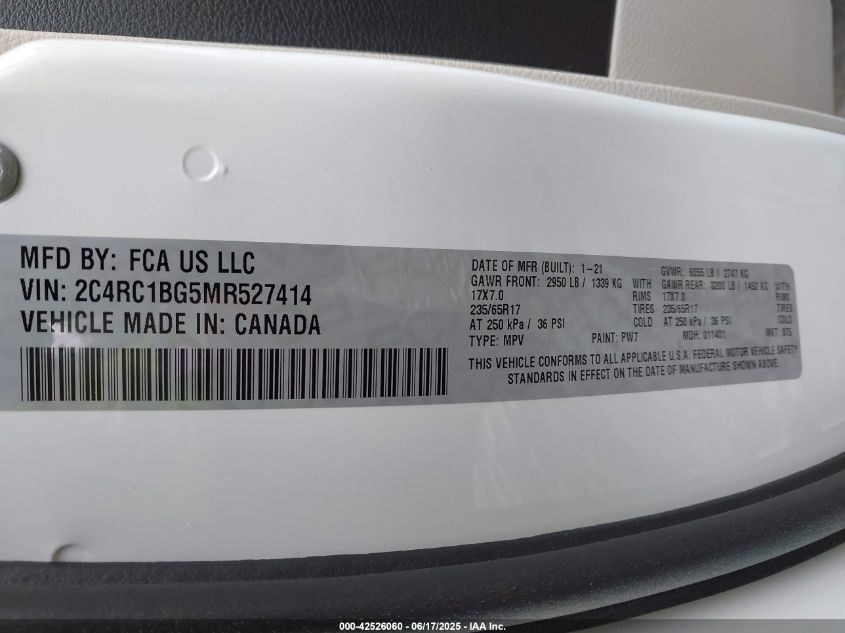 MFD BY: FCA US LLC
VIN: 2C4RC1BG5MR527414
VEHICLE MADE IN: CANADA
DATE OF MFR (BUILT): 1-21 GVWR: 6055 LB / 2747 KG
GAWR FRONT: 2950 LB / 1339 KG WITH GAWR REAR: 3200 LB / 1452 KG WITH
17X7.0 RIMS 17X7.0 RIMS
235/65R17 TIRES 235/65R17 TIRES
AT 250 kPa / 36 PSI COLD AT 250 kPa / 36 PSI COLD
TYPE: MPV PAINT: PW7 MDH: 011401 MKT: 875
THIS VEHICLE CONFORMS TO ALL APPLICABLE U.S.A. FEDERAL MOTOR VEHICLE SAFETY
STANDARDS IN EFFECT ON THE DATE OF MANUFACTURE SHOWN ABOVE.
000-42526060 - 06/17/2025 - IAA Inc.